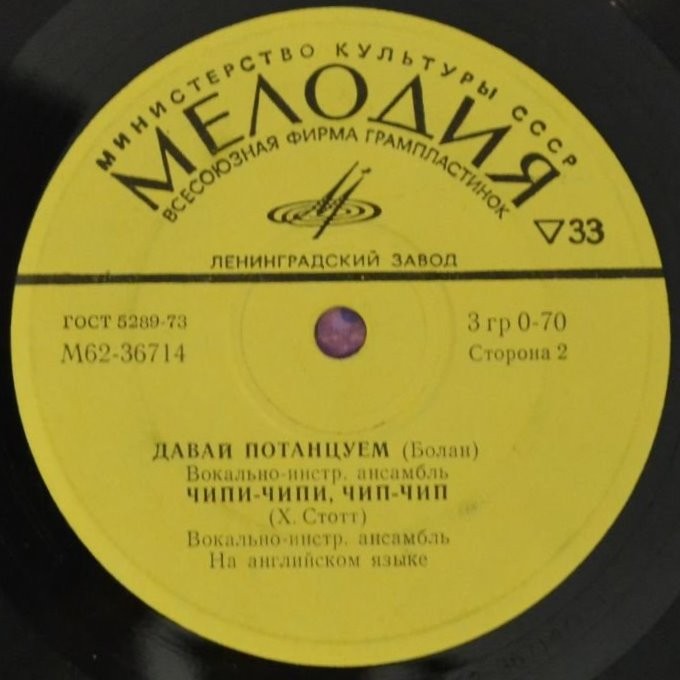 МИНИСТЕРСТВО КУЛЬТУРЫ СССР
МЕЛОДИЯ
ВСЕСОЮЗНАЯ ФИРМА ГРАМПЛАСТИНОК
▽33
ЛЕНИНГРАДСКИЙ ЗАВОД
ГОСТ 5289-73
3 гр 0-70
М62-36714
Сторона 2
ДАВАЙ ПОТАНЦУЕМ (Болан)
Вокально-инстр. ансамбль
ЧИПИ-ЧИПИ, ЧИП-ЧИП
(Х. Стотт)
Вокально-инстр. ансамбль
На английском языке